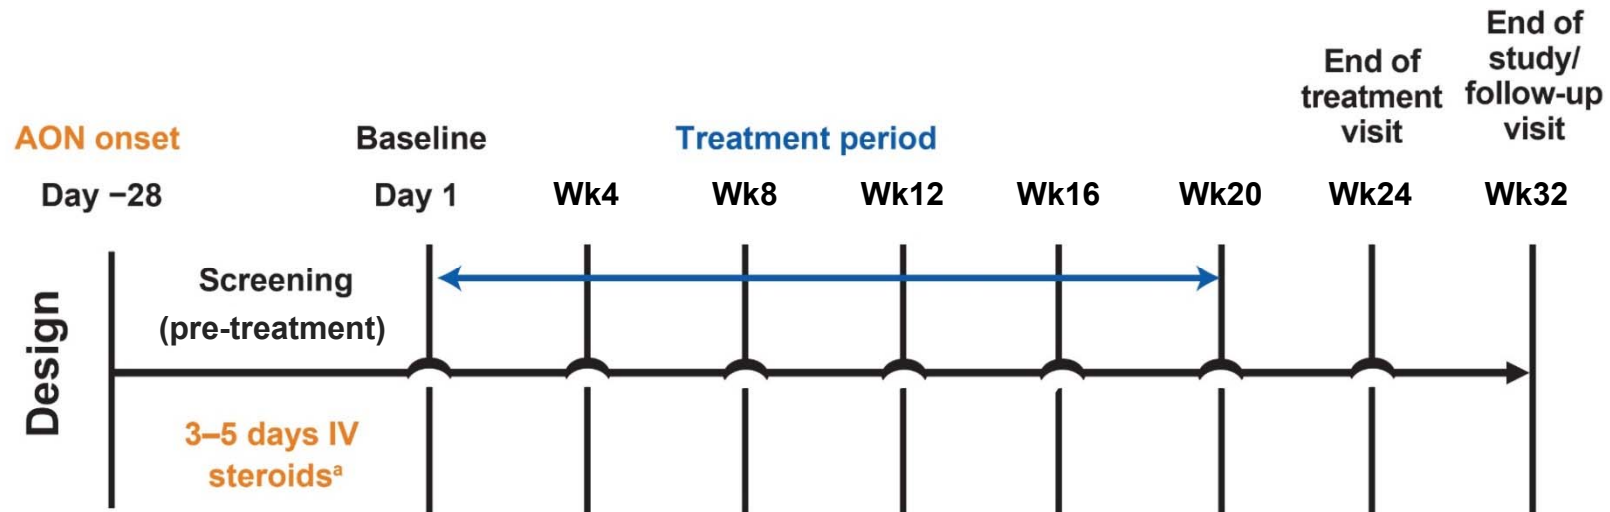 End of
study/
follow-up
visit
End of
treatment
visit
AON onset
Baseline
Treatment period
Day −28
Day 1
Wk4
Wk8
Wk12
Wk16
Wk20
Wk24
Wk32
Design
Screening
(pre-treatment)
3–5 days IV
steroidsᵃ